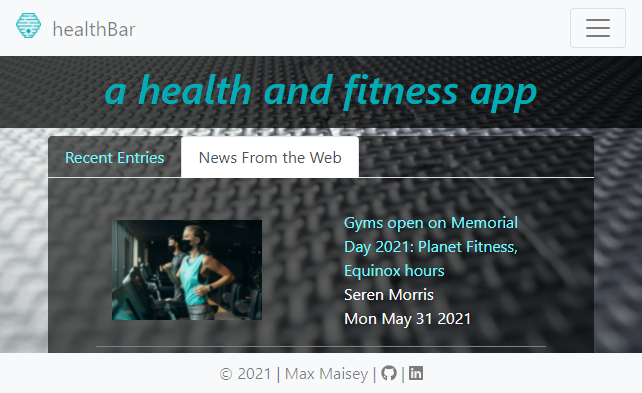 healthBar
a health and fitness app
Recent Entries
News From the Web
Gyms open on Memorial
Day 2021: Planet Fitness,
Equinox hours
Seren Morris
Mon May 31 2021
© 2021 | Max Maisey | |